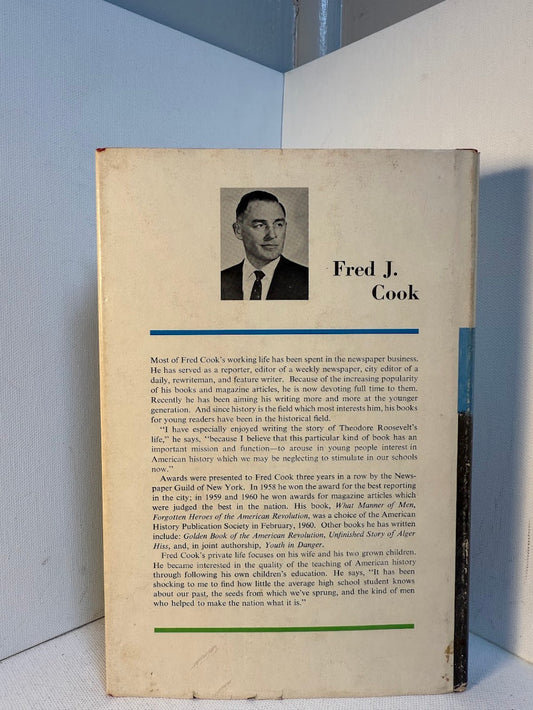 Fred J.
Cook
Most of Fred Cook's working life has been spent in the newspaper business.
He has served as a reporter, editor of a weekly newspaper, city editor of a
daily, rewriteman, and feature writer. Because of the increasing popularity
of his books and magazine articles, he is now devoting full time to them.
Recently he has been aiming his writing more and more at the younger
generation. And since history is the field which most interests him, his books
for young readers have been in the historical field.
"I have especially enjoyed writing the story of Theodore Roosevelt's
life," he says, "because I believe that this particular kind of book has an
important mission and function—to arouse in young people interest in
American history which we may be neglecting to stimulate in our schools
now."
Awards were presented to Fred Cook three years in a row by the News-
paper Guild of New York. In 1958 he won the award for the best reporting
in the city; in 1959 and 1960 he won awards for magazine articles which
were judged the best in the nation. His book, What Manner of Men,
Forgotten Heroes of the American Revolution, was a choice of the American
History Publication Society in February, 1960. Other books he has written
include: Golden Book of the American Revolution, Unfinished Story of Alger
Hiss, and, in joint authorship, Youth in Danger.
Fred Cook's private life focuses on his wife and his two grown children.
He became interested in the quality of the teaching of American history
through following his own children's education. He says, "It has been
shocking to me to find how little the average high school student knows
about our past, the seeds from which we've sprung, and the kind of men
who helped to make the nation what it is."